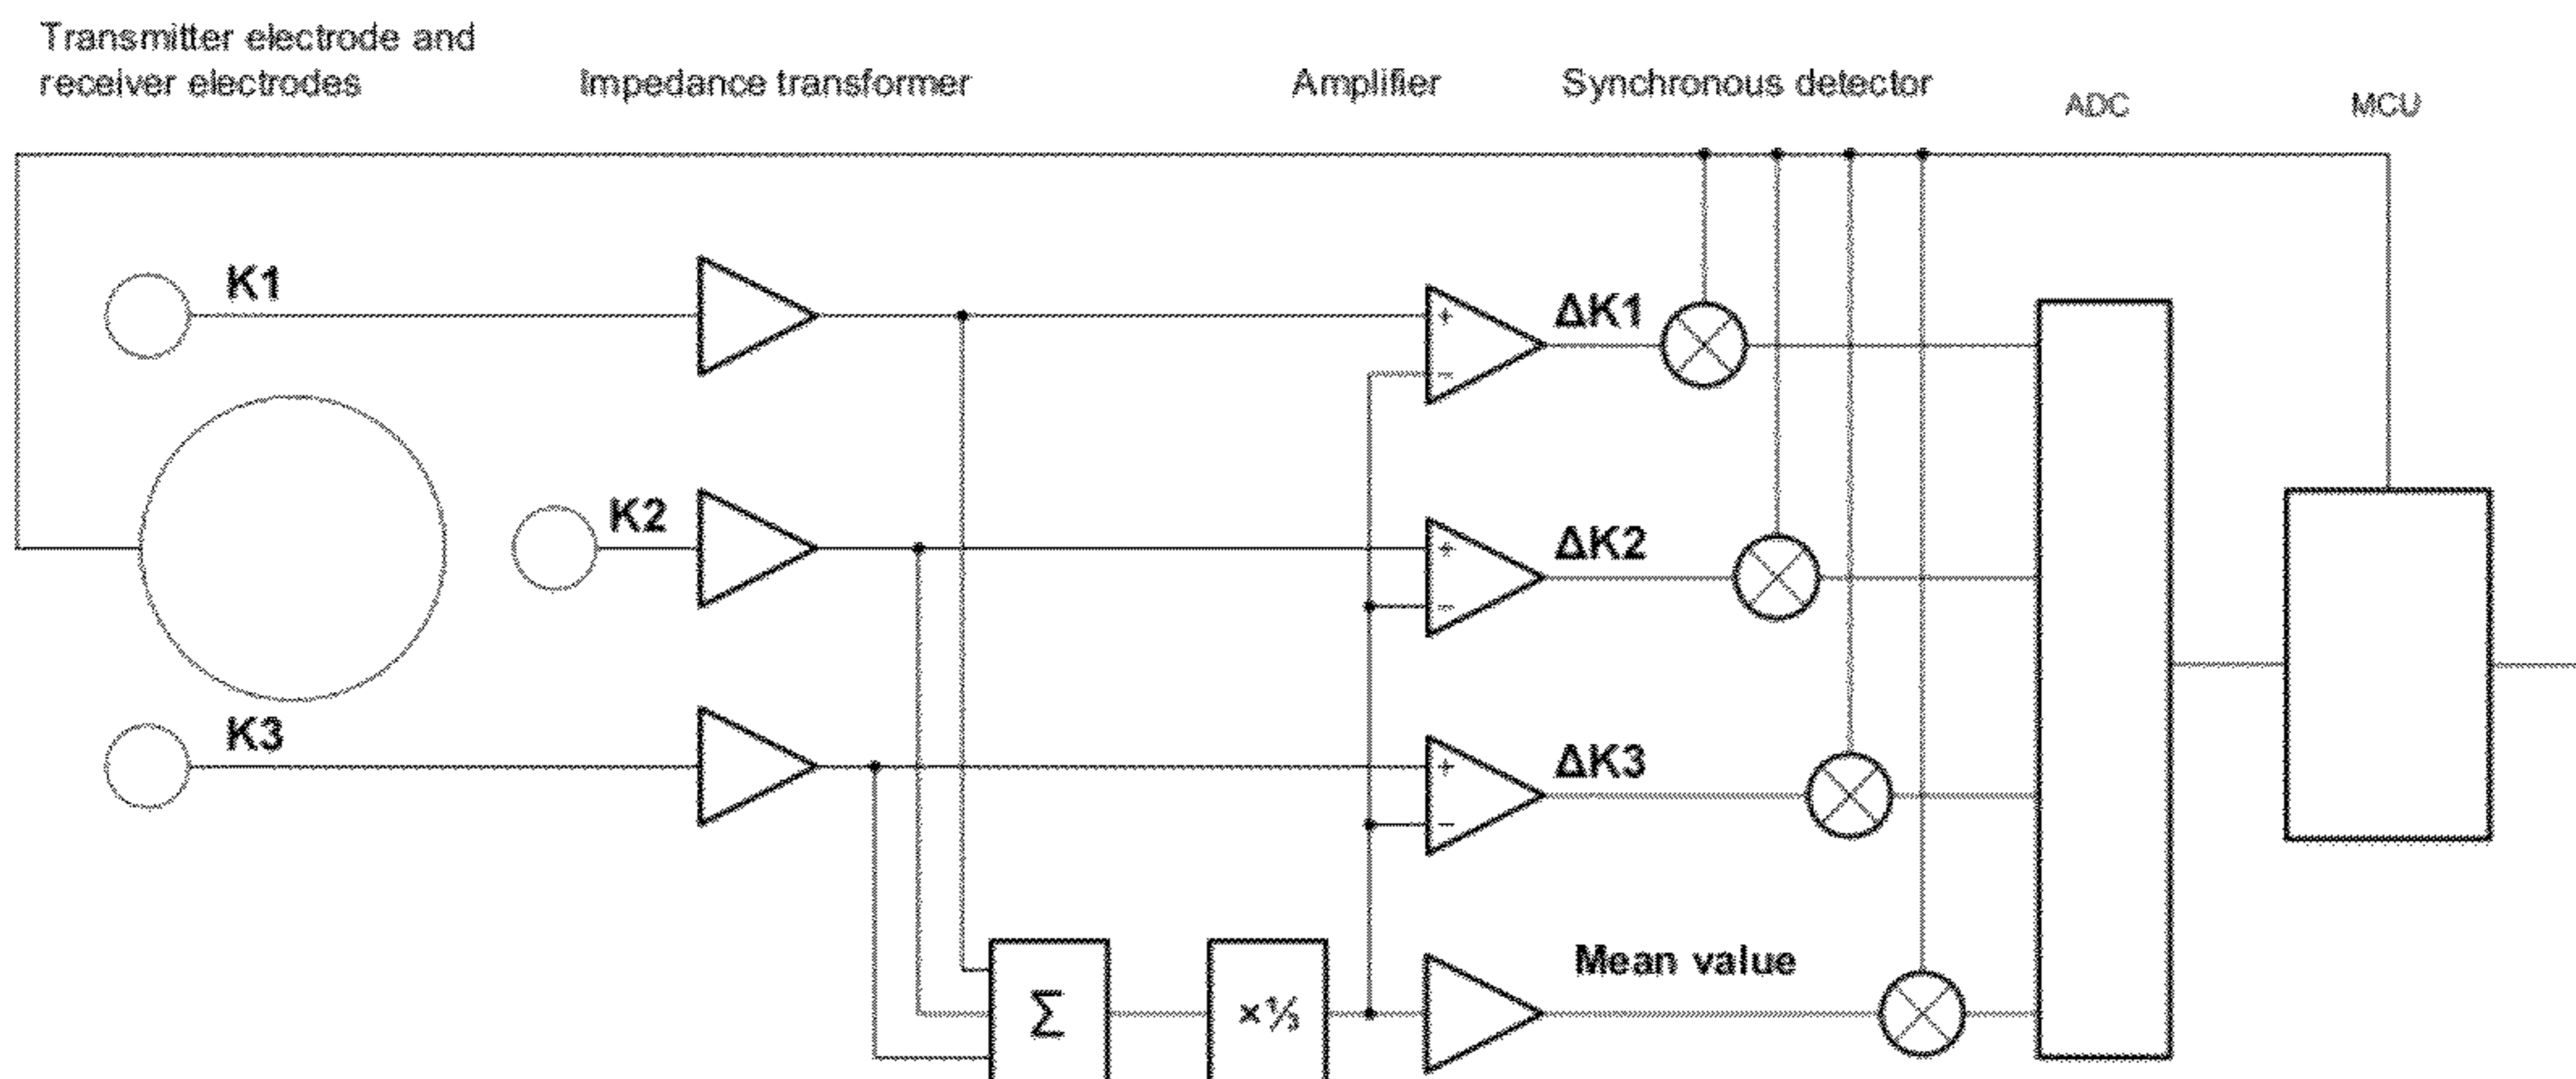 Transmitter electrode and
receiver electrodes
Impedance transformer
Amplifier
Synchronous detector
ADC
MCU
K1
+
−
ΔK1
K2
+
−
ΔK2
K3
+
−
ΔK3
Σ
×⅓
Mean value